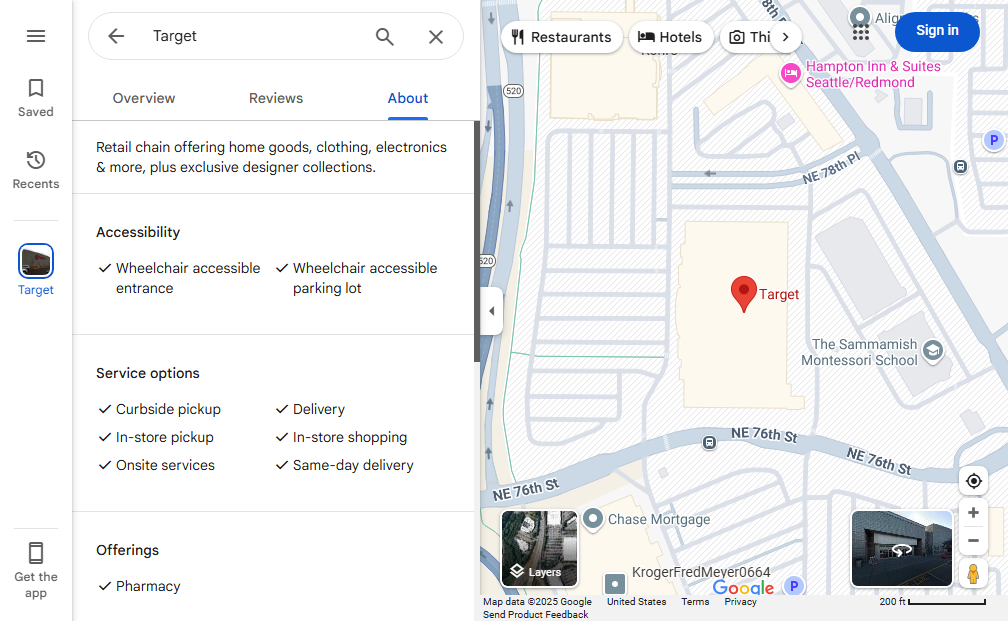 Saved
Recents
Target
Get the
app
Target
Overview
Reviews
About
Retail chain offering home goods, clothing, electronics
& more, plus exclusive designer collections.
Accessibility
Wheelchair accessible
entrance
Wheelchair accessible
parking lot
Service options
Curbside pickup
Delivery
In-store pickup
In-store shopping
Onsite services
Same-day delivery
Offerings
Pharmacy
Restaurants
Hotels
Thi
Sign in
Hampton Inn & Suites
Seattle/Redmond
520
P
NE 78th Pl
520
Target
The Sammamish
Montessori School
NE 76th St
NE 76th St
NE 76th St
Chase Mortgage
Layers
KrogerFredMeyer0664
Google
P
Map data ©2025 Google
United States
Terms
Privacy
200 ft
Send Product Feedback